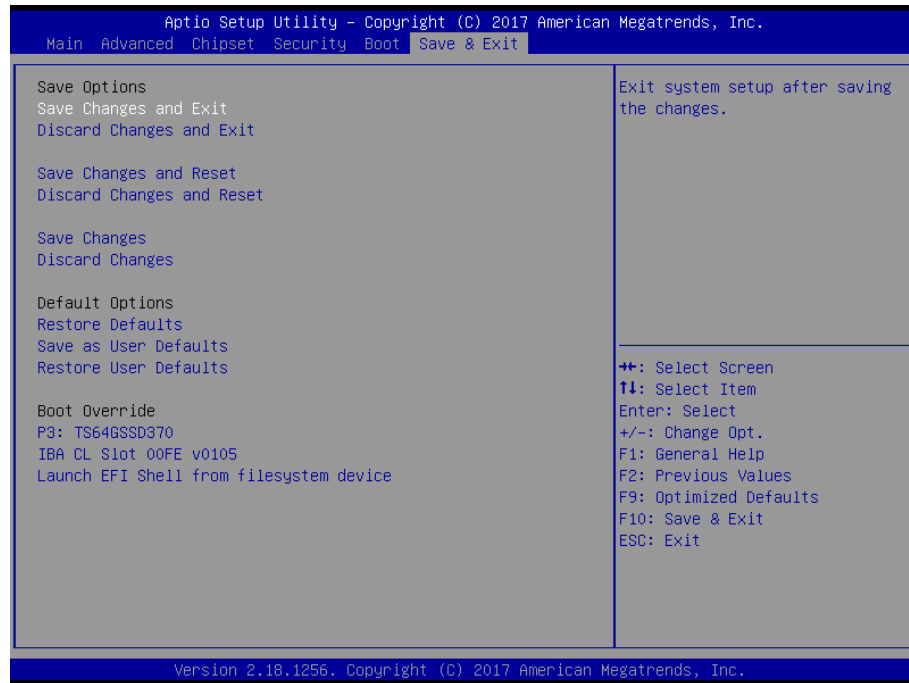 Aptio Setup Utility – Copyright (C) 2017 American Megatrends, Inc.
Main Advanced Chipset Security Boot Save & Exit
Save Options
Save Changes and Exit
Discard Changes and Exit
Save Changes and Reset
Discard Changes and Reset
Save Changes
Discard Changes
Default Options
Restore Defaults
Save as User Defaults
Restore User Defaults
Boot Override
P3: TS64GSSD370
IBA CL Slot 00FE v0105
Launch EFI Shell from filesystem device
Exit system setup after saving
the changes.
→←: Select Screen
↑↓: Select Item
Enter: Select
+/-: Change Opt.
F1: General Help
F2: Previous Values
F9: Optimized Defaults
F10: Save & Exit
ESC: Exit
Version 2.18.1256. Copyright (C) 2017 American Megatrends, Inc.